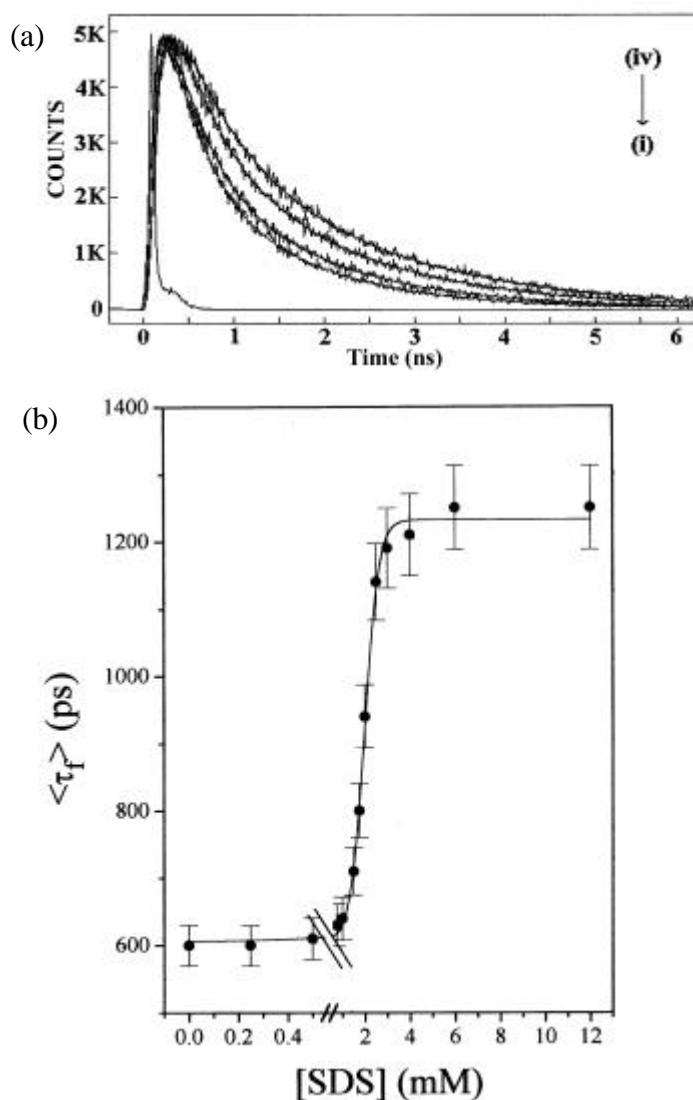 (a)
5K
4K
3K
2K
1K
0
COUNTS
(iv)
(i)
0 1 2 3 4 5 6
Time (ns)
(b)
1400
1200
1000
800
600
<τf> (ps)
0.0 0.2 0.4 2 4 6 8 10 12
[SDS] (mM)